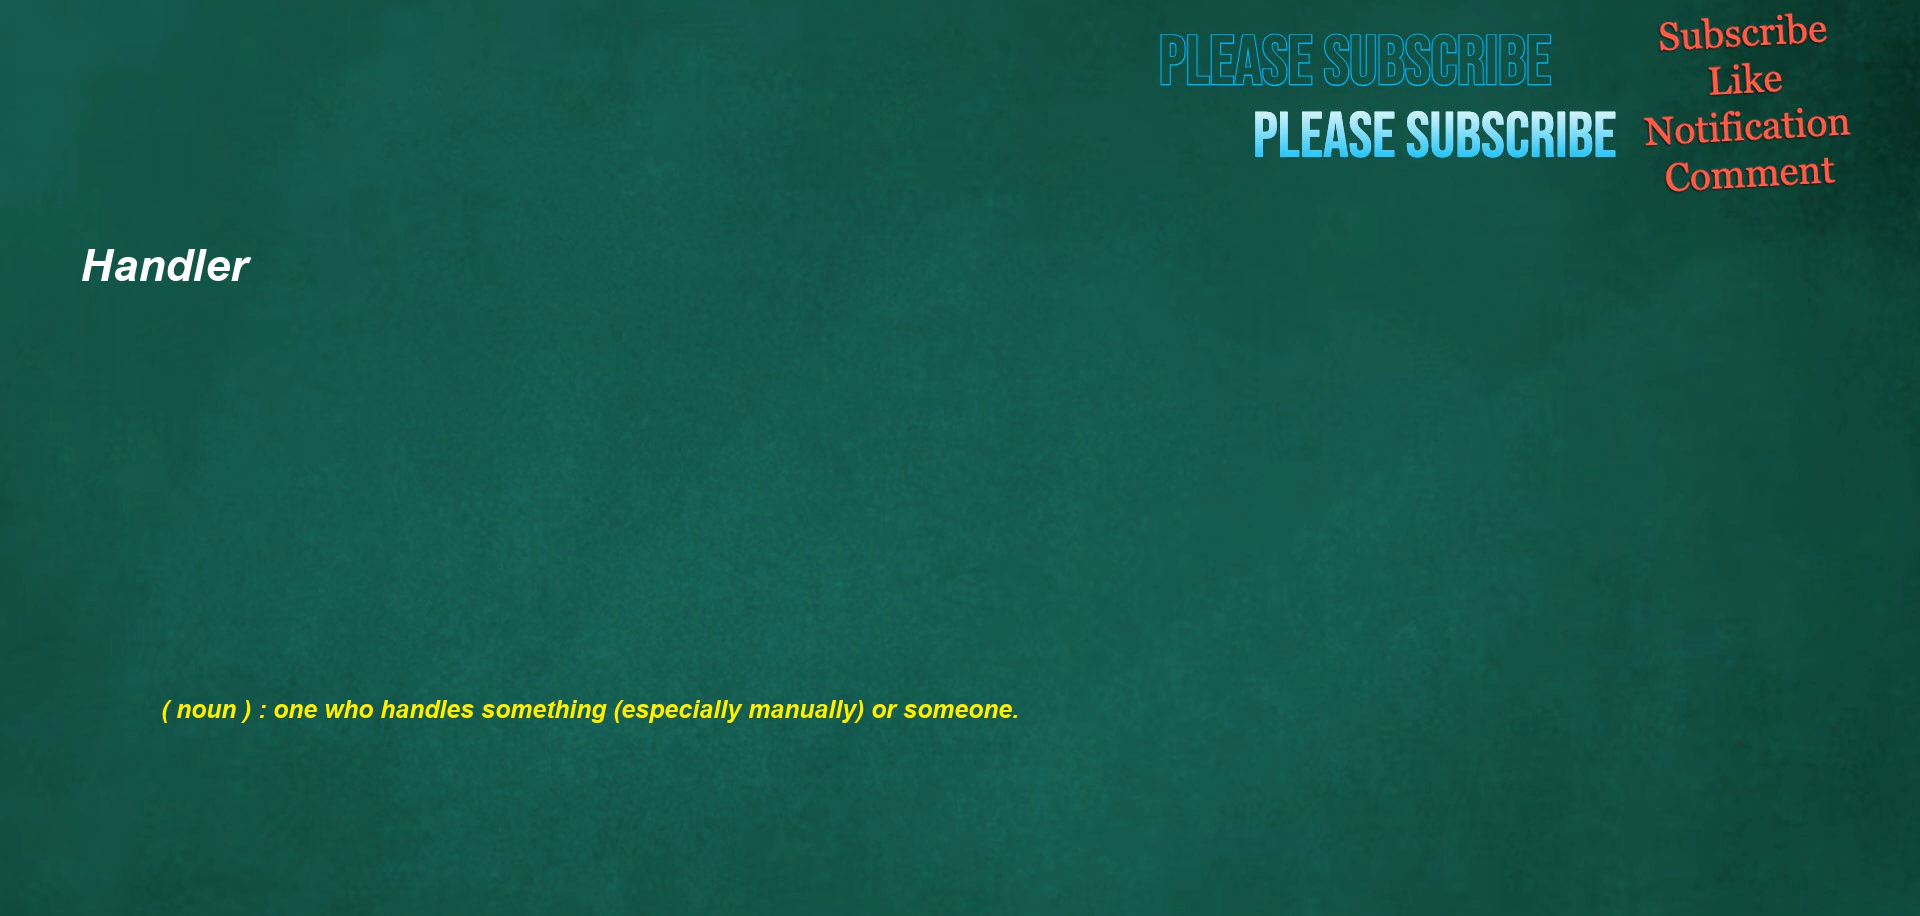 PLEASE SUBSCRIBE
PLEASE SUBSCRIBE
Subscribe
Like
Notification
Comment
Handler
( noun ) : one who handles something (especially manually) or someone.